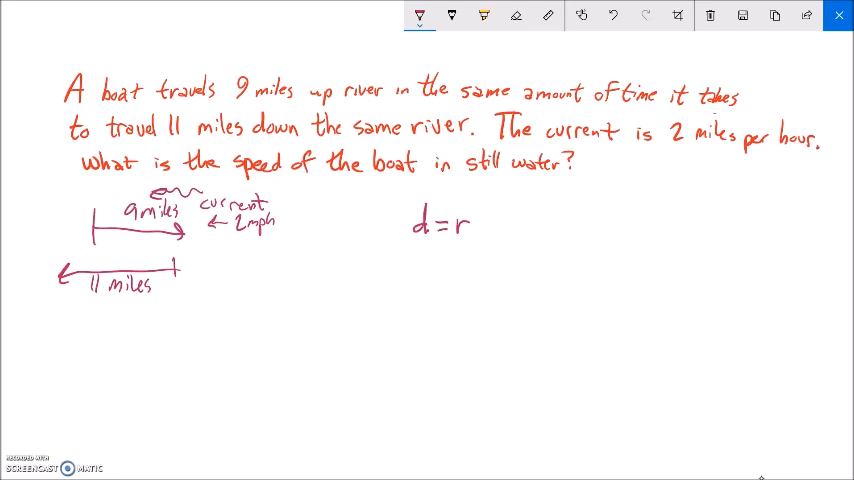 A boat travels 9 miles up river in the same amount of time it takes
to travel 11 miles down the same river. The current is 2 miles per hour.
What is the speed of the boat in still water?
current
9 miles
← 2 mph
d = r
11 miles
RECORDED WITH
SCREENCAST MATIC